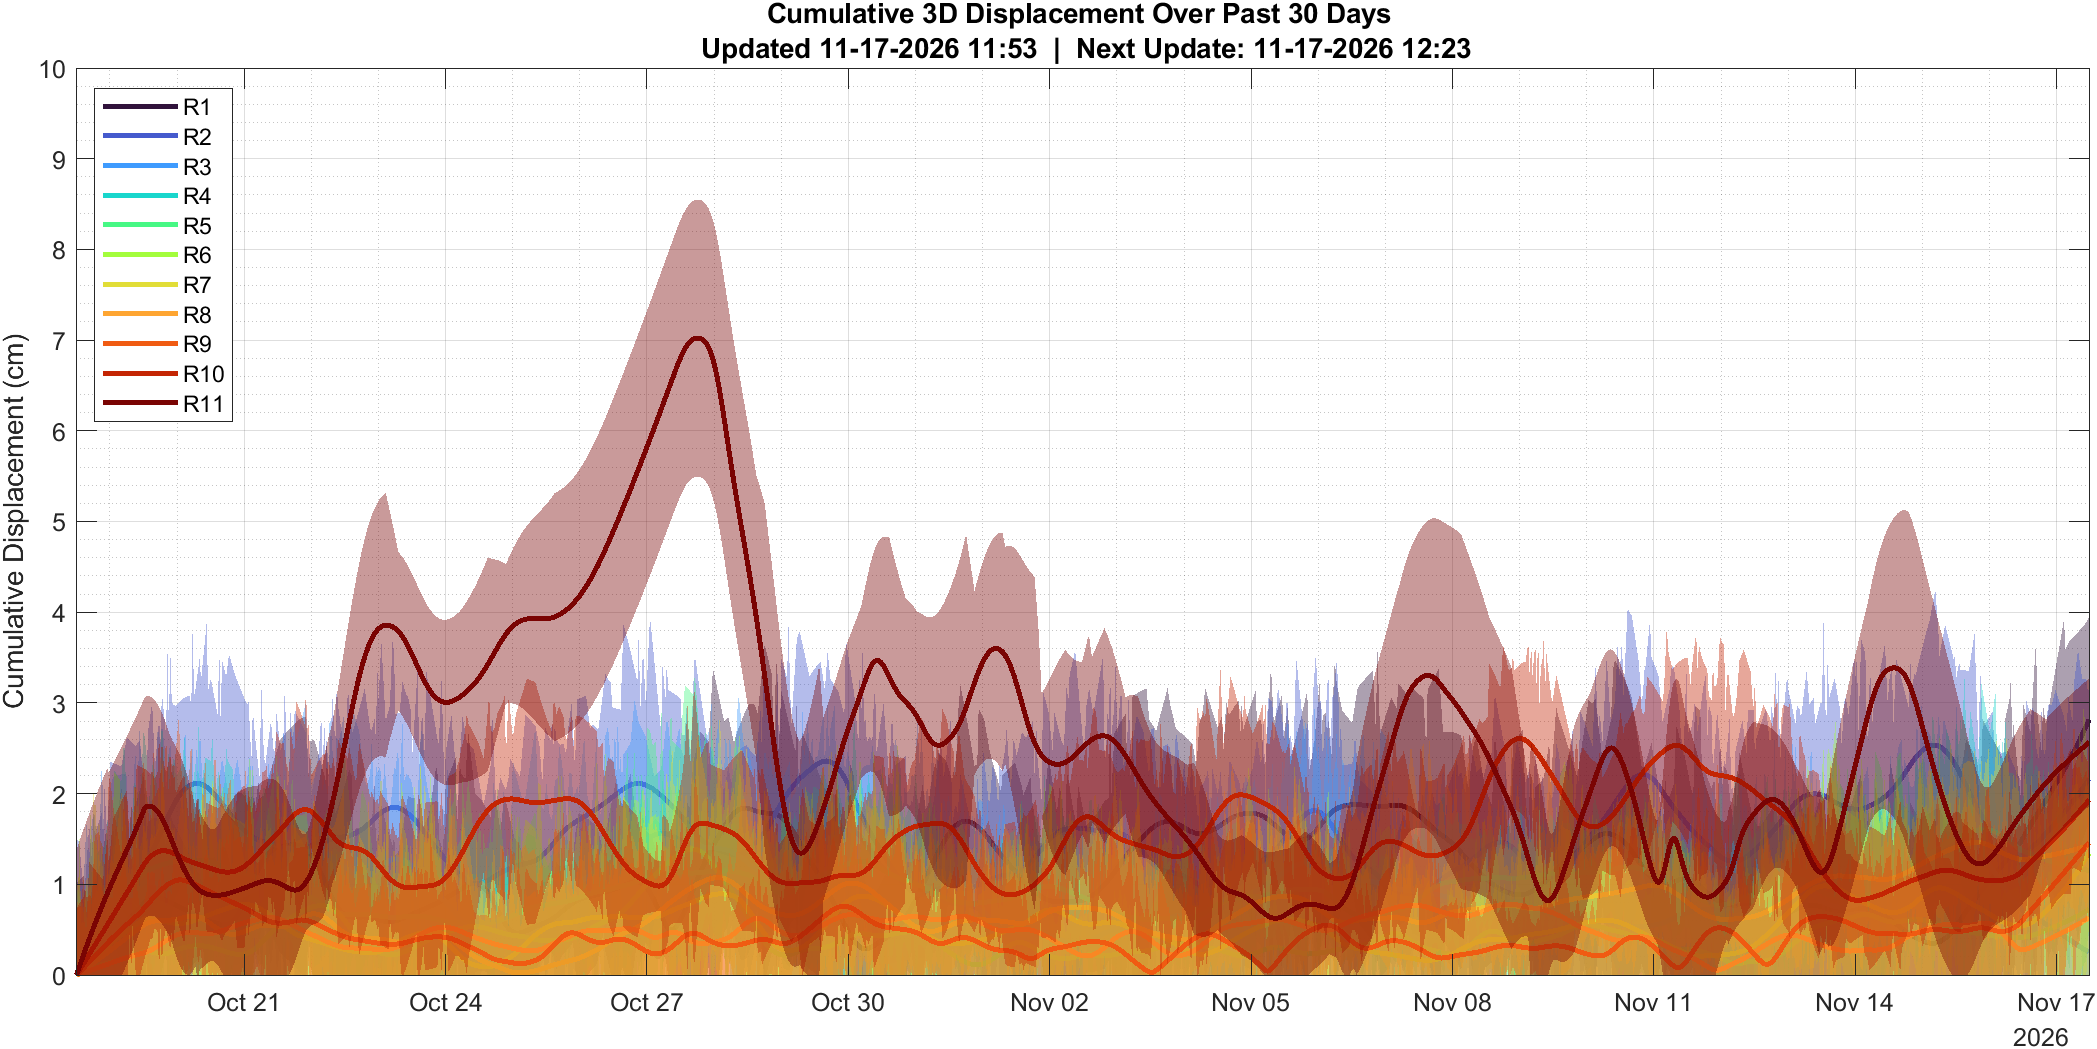 Cumulative 3D Displacement Over Past 30 Days
Updated 11-17-2026 11:53 | Next Update: 11-17-2026 12:23
Cumulative Displacement (cm)
10
9
8
7
6
5
4
3
2
1
0
R1
R2
R3
R4
R5
R6
R7
R8
R9
R10
R11
Oct 21 Oct 24 Oct 27 Oct 30 Nov 02 Nov 05 Nov 08 Nov 11 Nov 14 Nov 17
2026